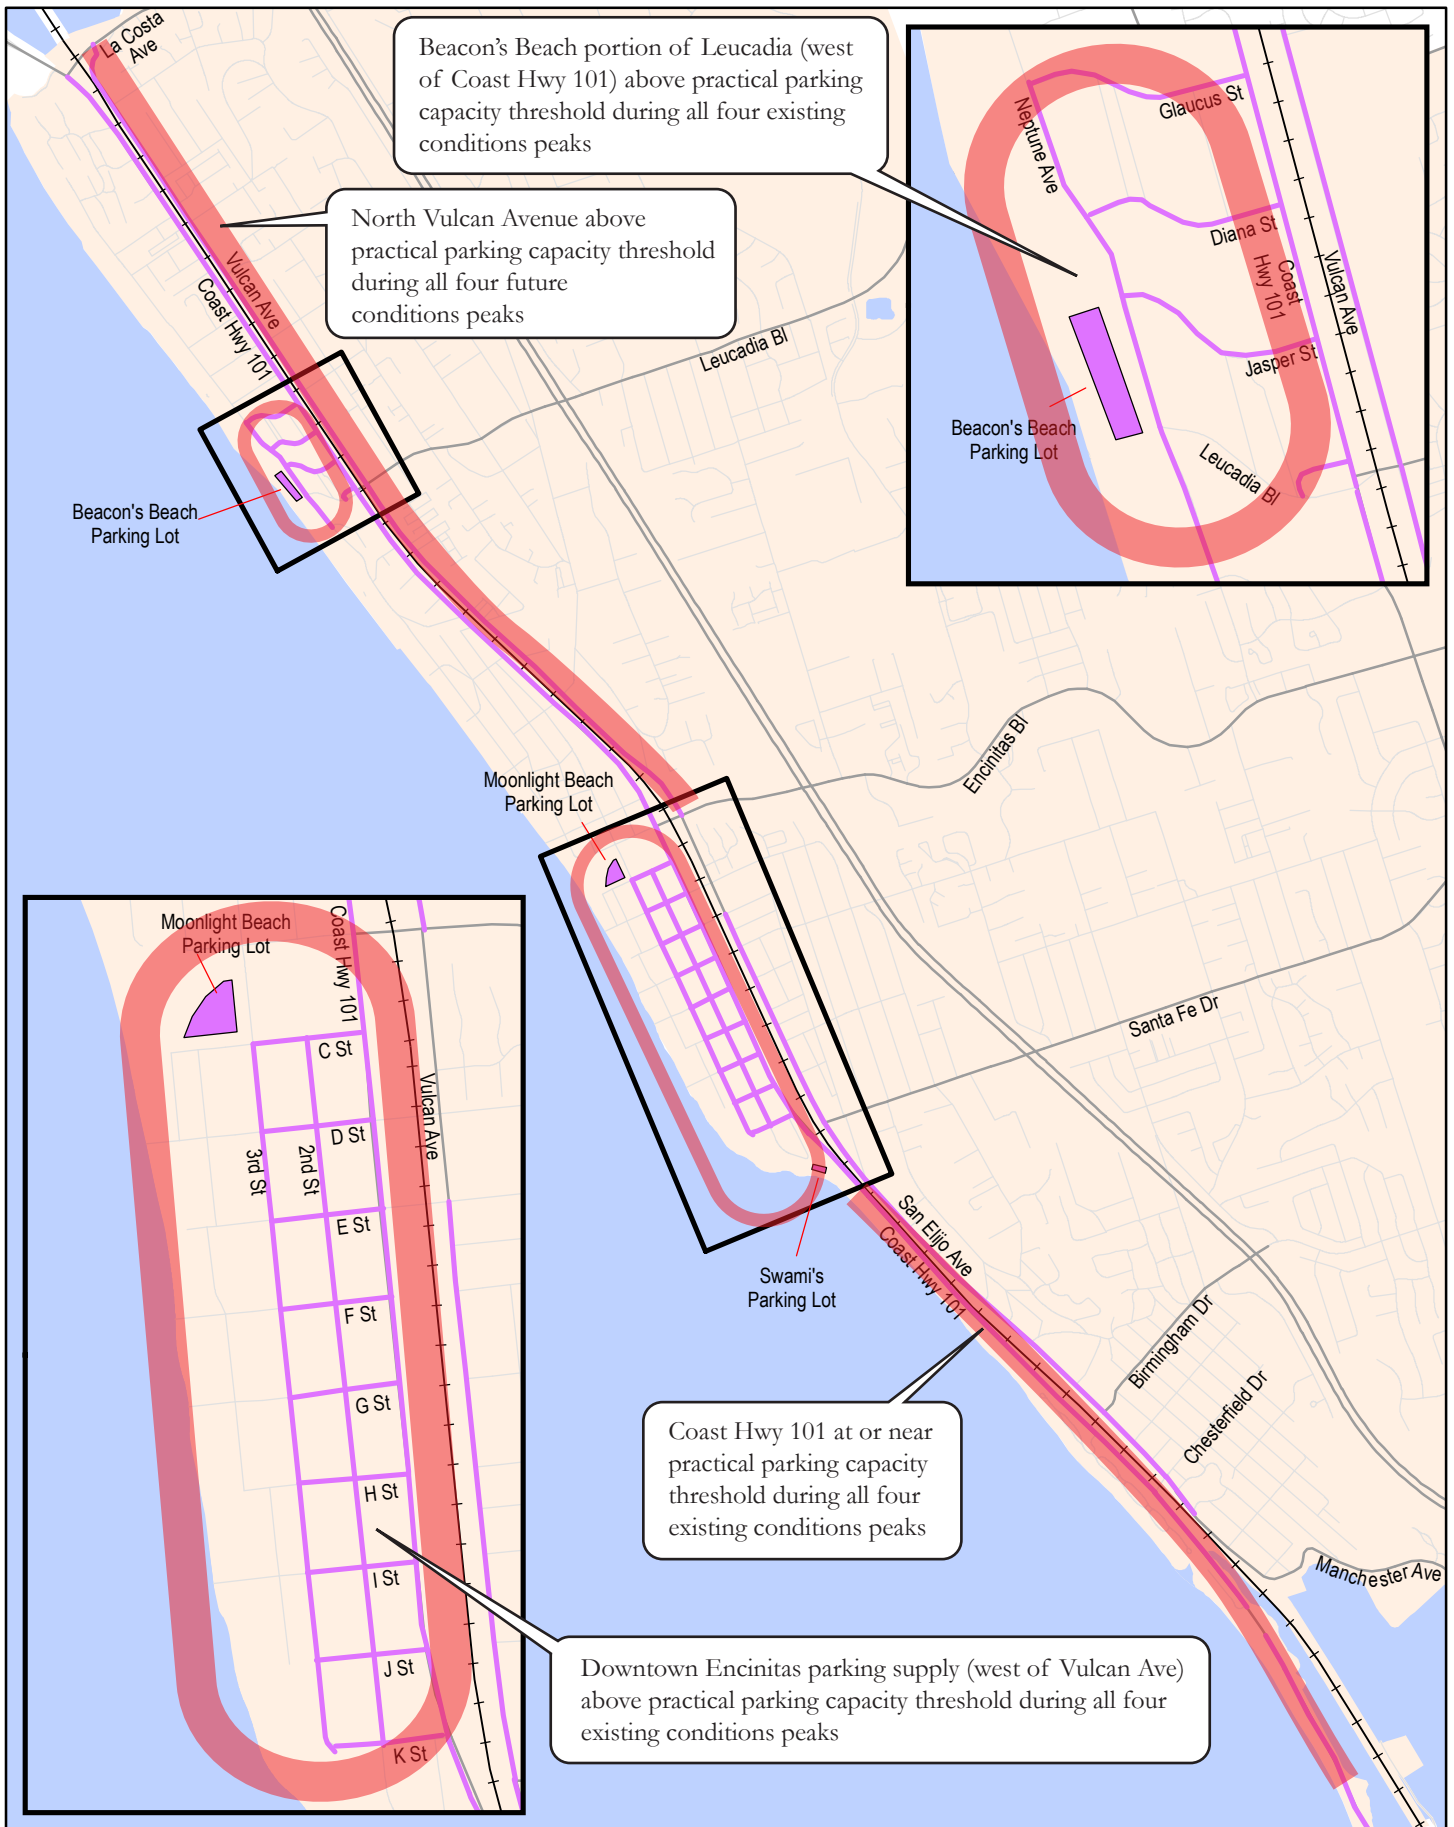 La Costa
Ave
Beacon's Beach portion of Leucadia (west
of Coast Hwy 101) above practical parking
capacity threshold during all four existing
conditions peaks
North Vulcan Avenue above
practical parking capacity threshold
during all four future
conditions peaks
Vulcan Ave
Coast Hwy 101
Leucadia Bl
Beacon's Beach
Parking Lot
Glaucus St
Neptune Ave
Diana St
Coast
Hwy 101
Vulcan Ave
Jasper St
Beacon's Beach
Parking Lot
Leucadia Bl
Encinitas Bl
Moonlight Beach
Parking Lot
Santa Fe Dr
Moonlight Beach
Parking Lot
Coast Hwy 101
C St
Vulcan Ave
D St
3rd St
2nd St
E St
F St
G St
H St
I St
J St
K St
San Elijo Ave
Coast Hwy 101
Swami's
Parking Lot
Birmingham Dr
Chesterfield Dr
Manchester Ave
Coast Hwy 101 at or near
practical parking capacity
threshold during all four
existing conditions peaks
Downtown Encinitas parking supply (west of Vulcan Ave)
above practical parking capacity threshold during all four
existing conditions peaks